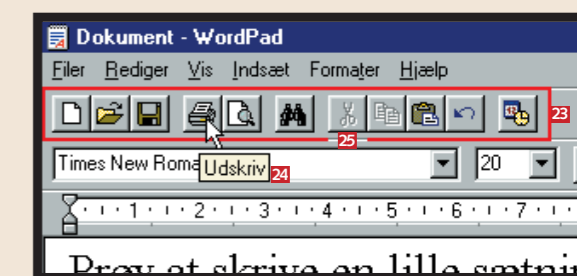 Dokument - WordPad
Filer Rediger Vis Indsæt Formater Hjælp
23
25
Times New Roma
Udskriv 24
20
1 2 3 4 5 6 7
Prøv at skrive en lille sætnin